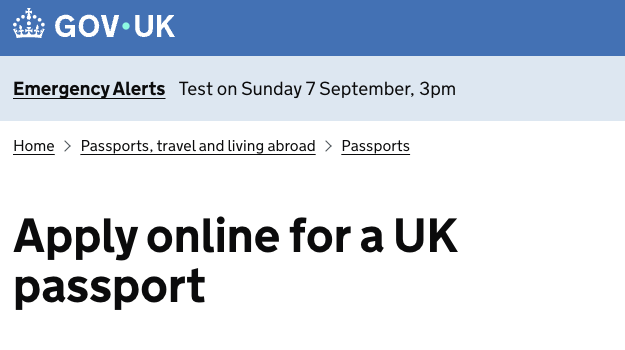 GOV·UK
Emergency Alerts Test on Sunday 7 September, 3pm
Home > Passports, travel and living abroad > Passports
Apply online for a UK
passport